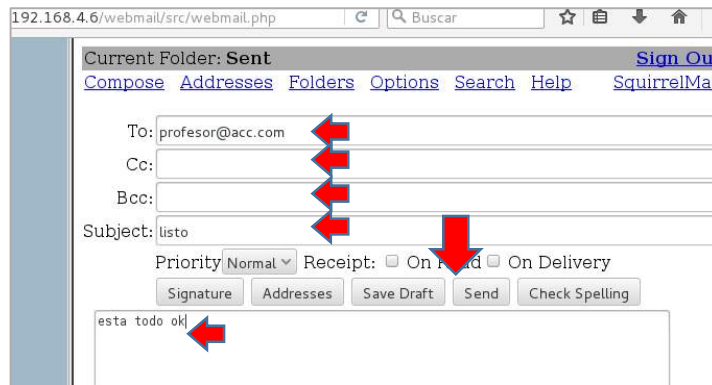 192.168.4.6/webmail/src/webmail.php Buscar
Current Folder: Sent Sign Ou
Compose Addresses Folders Options Search Help SquirrelMa
To: profesor@acc.com
Cc:
Bcc:
Subject: listo
Priority Normal Receipt: On On Delivery
Signature Addresses Save Draft Send Check Spelling
esta todo ok